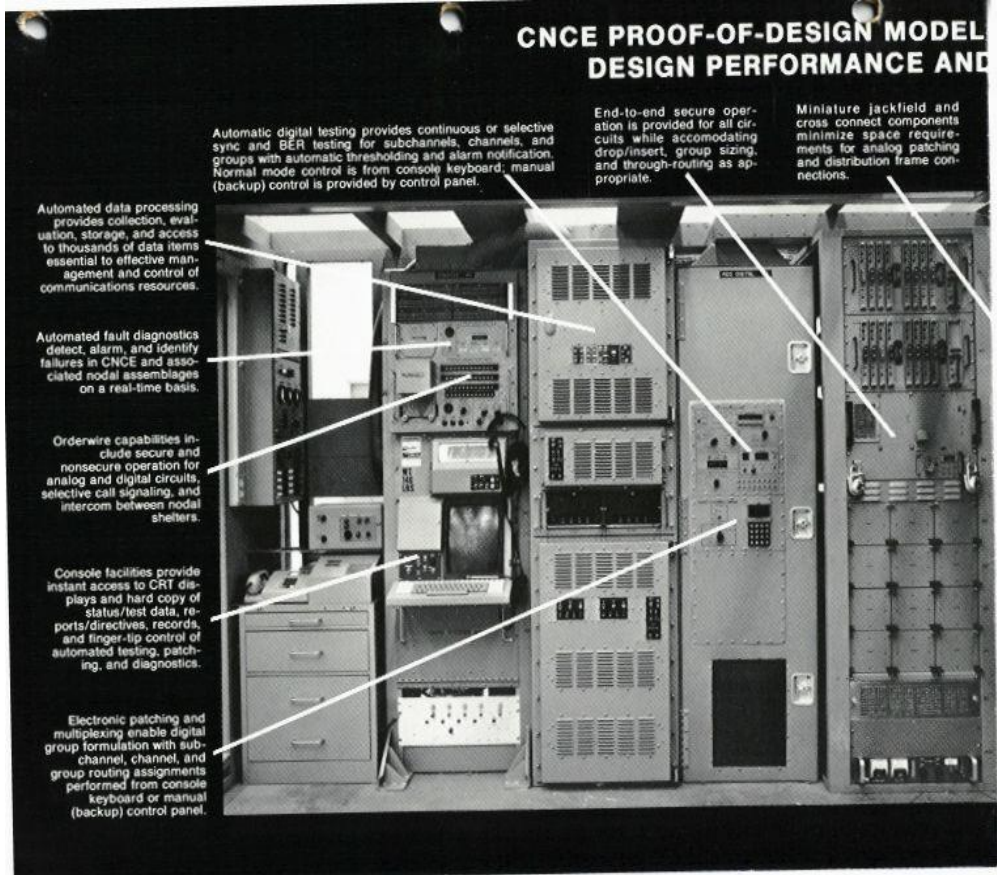 CNCE PROOF-OF-DESIGN MODEL
DESIGN PERFORMANCE AND
Automatic digital testing provides continuous or selective
sync and BER testing for subchannels, channels, and
groups with automatic thresholding and alarm notification.
Normal mode control is from console keyboard; manual
(backup) control is provided by control panel.
End-to-end secure oper-
ation is provided for all cir-
cuits while accomodating
drop/insert, group sizing,
and through-routing as ap-
propriate.
Miniature jackfield and
cross connect components
minimize space require-
ments for analog patching
and distribution frame con-
nections.
Automated data processing
provides collection, eval-
uation, storage, and access
to thousands of data items
essential to effective man-
agement and control of
communications resources.
Automated fault diagnostics
detect, alarm, and identify
failures in CNCE and asso-
ciated nodal assemblages
on a real-time basis.
Orderwire capabilities in-
clude secure and
nonsecure operation for
analog and digital circuits,
selective call signaling, and
intercom between nodal
shelters.
Console facilities provide
instant access to CRT dis-
plays and hard copy of
status/test data, re-
ports/directives, records,
and finger-tip control of
automated testing, patch-
ing, and diagnostics.
Electronic patching and
multiplexing enable digital
group formulation with sub-
channel, channel, and
group routing assignments
performed from console
keyboard or manual
(backup) control panel.